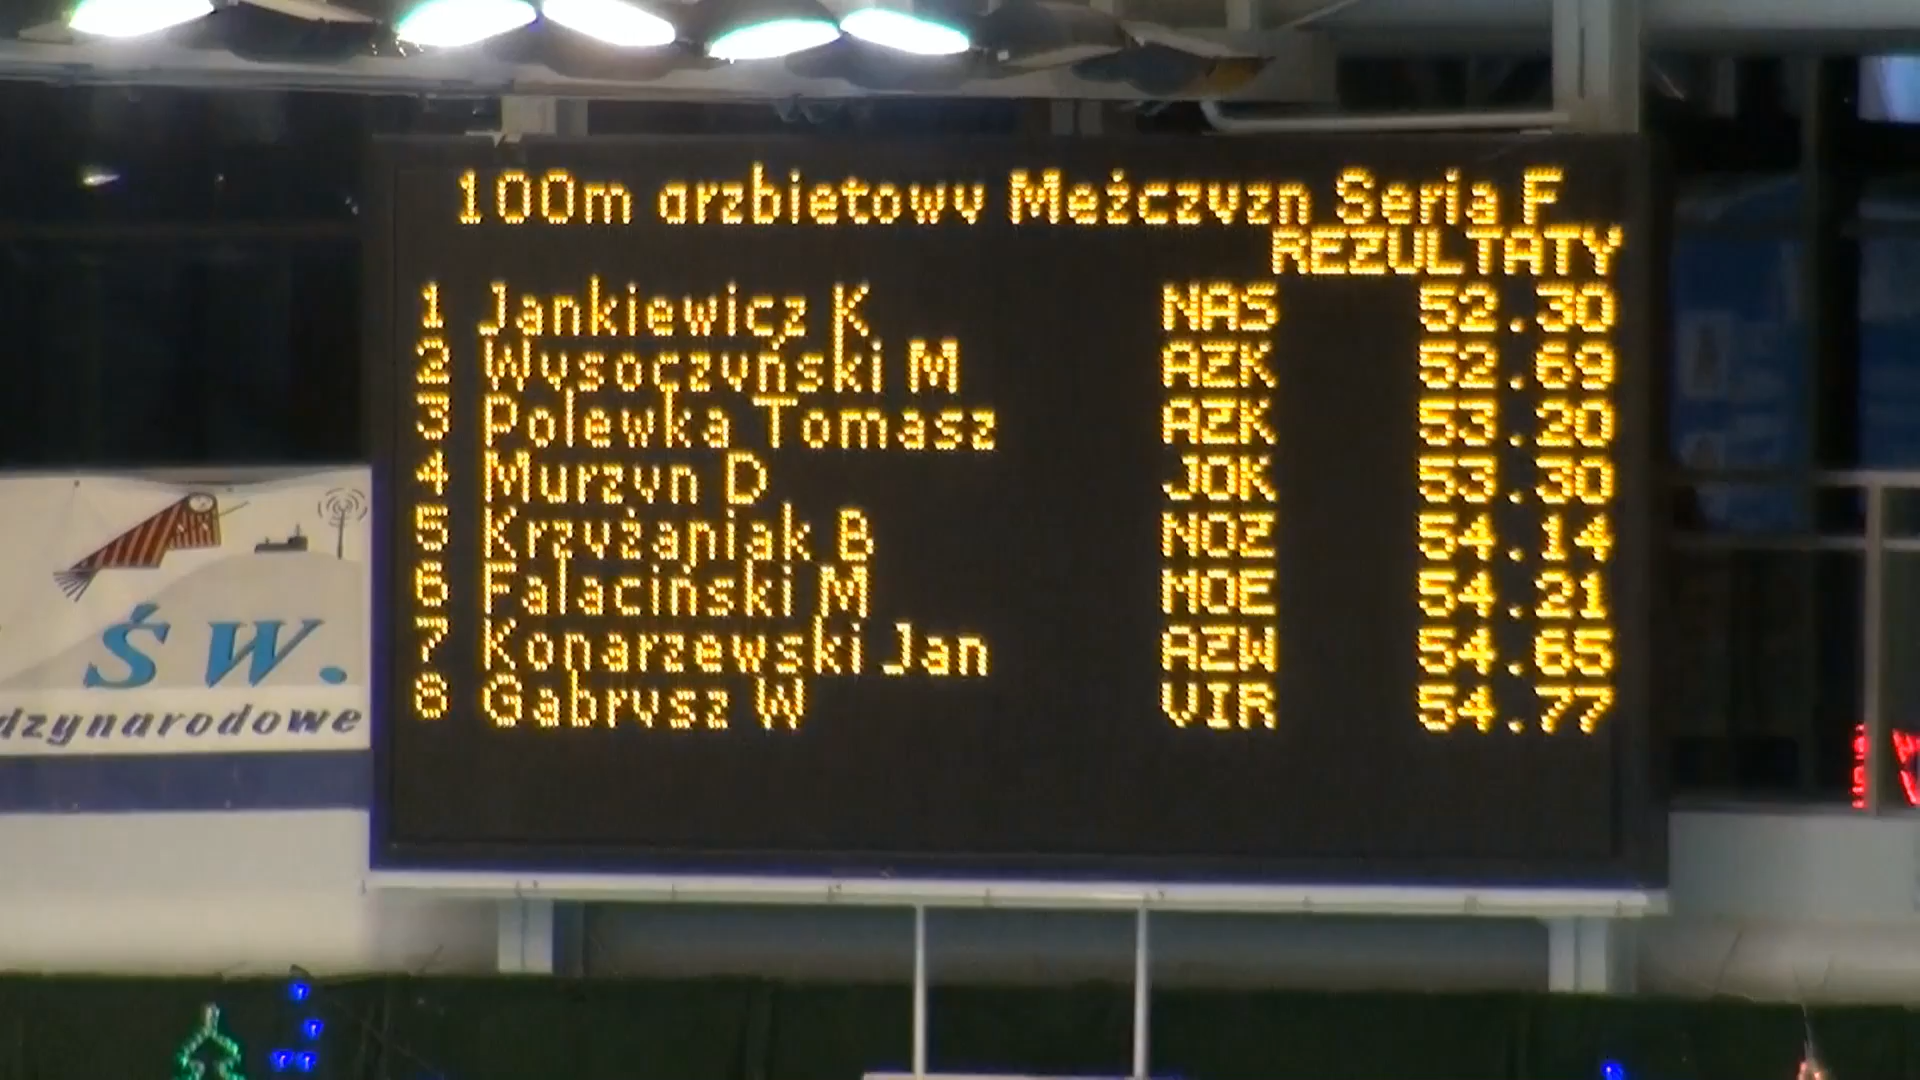 100m grzbietowy Mężczyzn Seria F
REZULTATY
1 Jankiewicz K NAS 52.30
2 Wysoczyński M AZK 52.69
3 Polewka Tomasz AZK 53.20
4 Murzyn D JOK 53.30
5 Krzyżaniak B NOZ 54.14
6 Falaciński M MOE 54.21
7 Konarzewski Jan AZW 54.65
8 Gabrysz W VIR 54.77
ŚW.
dzynarodowe